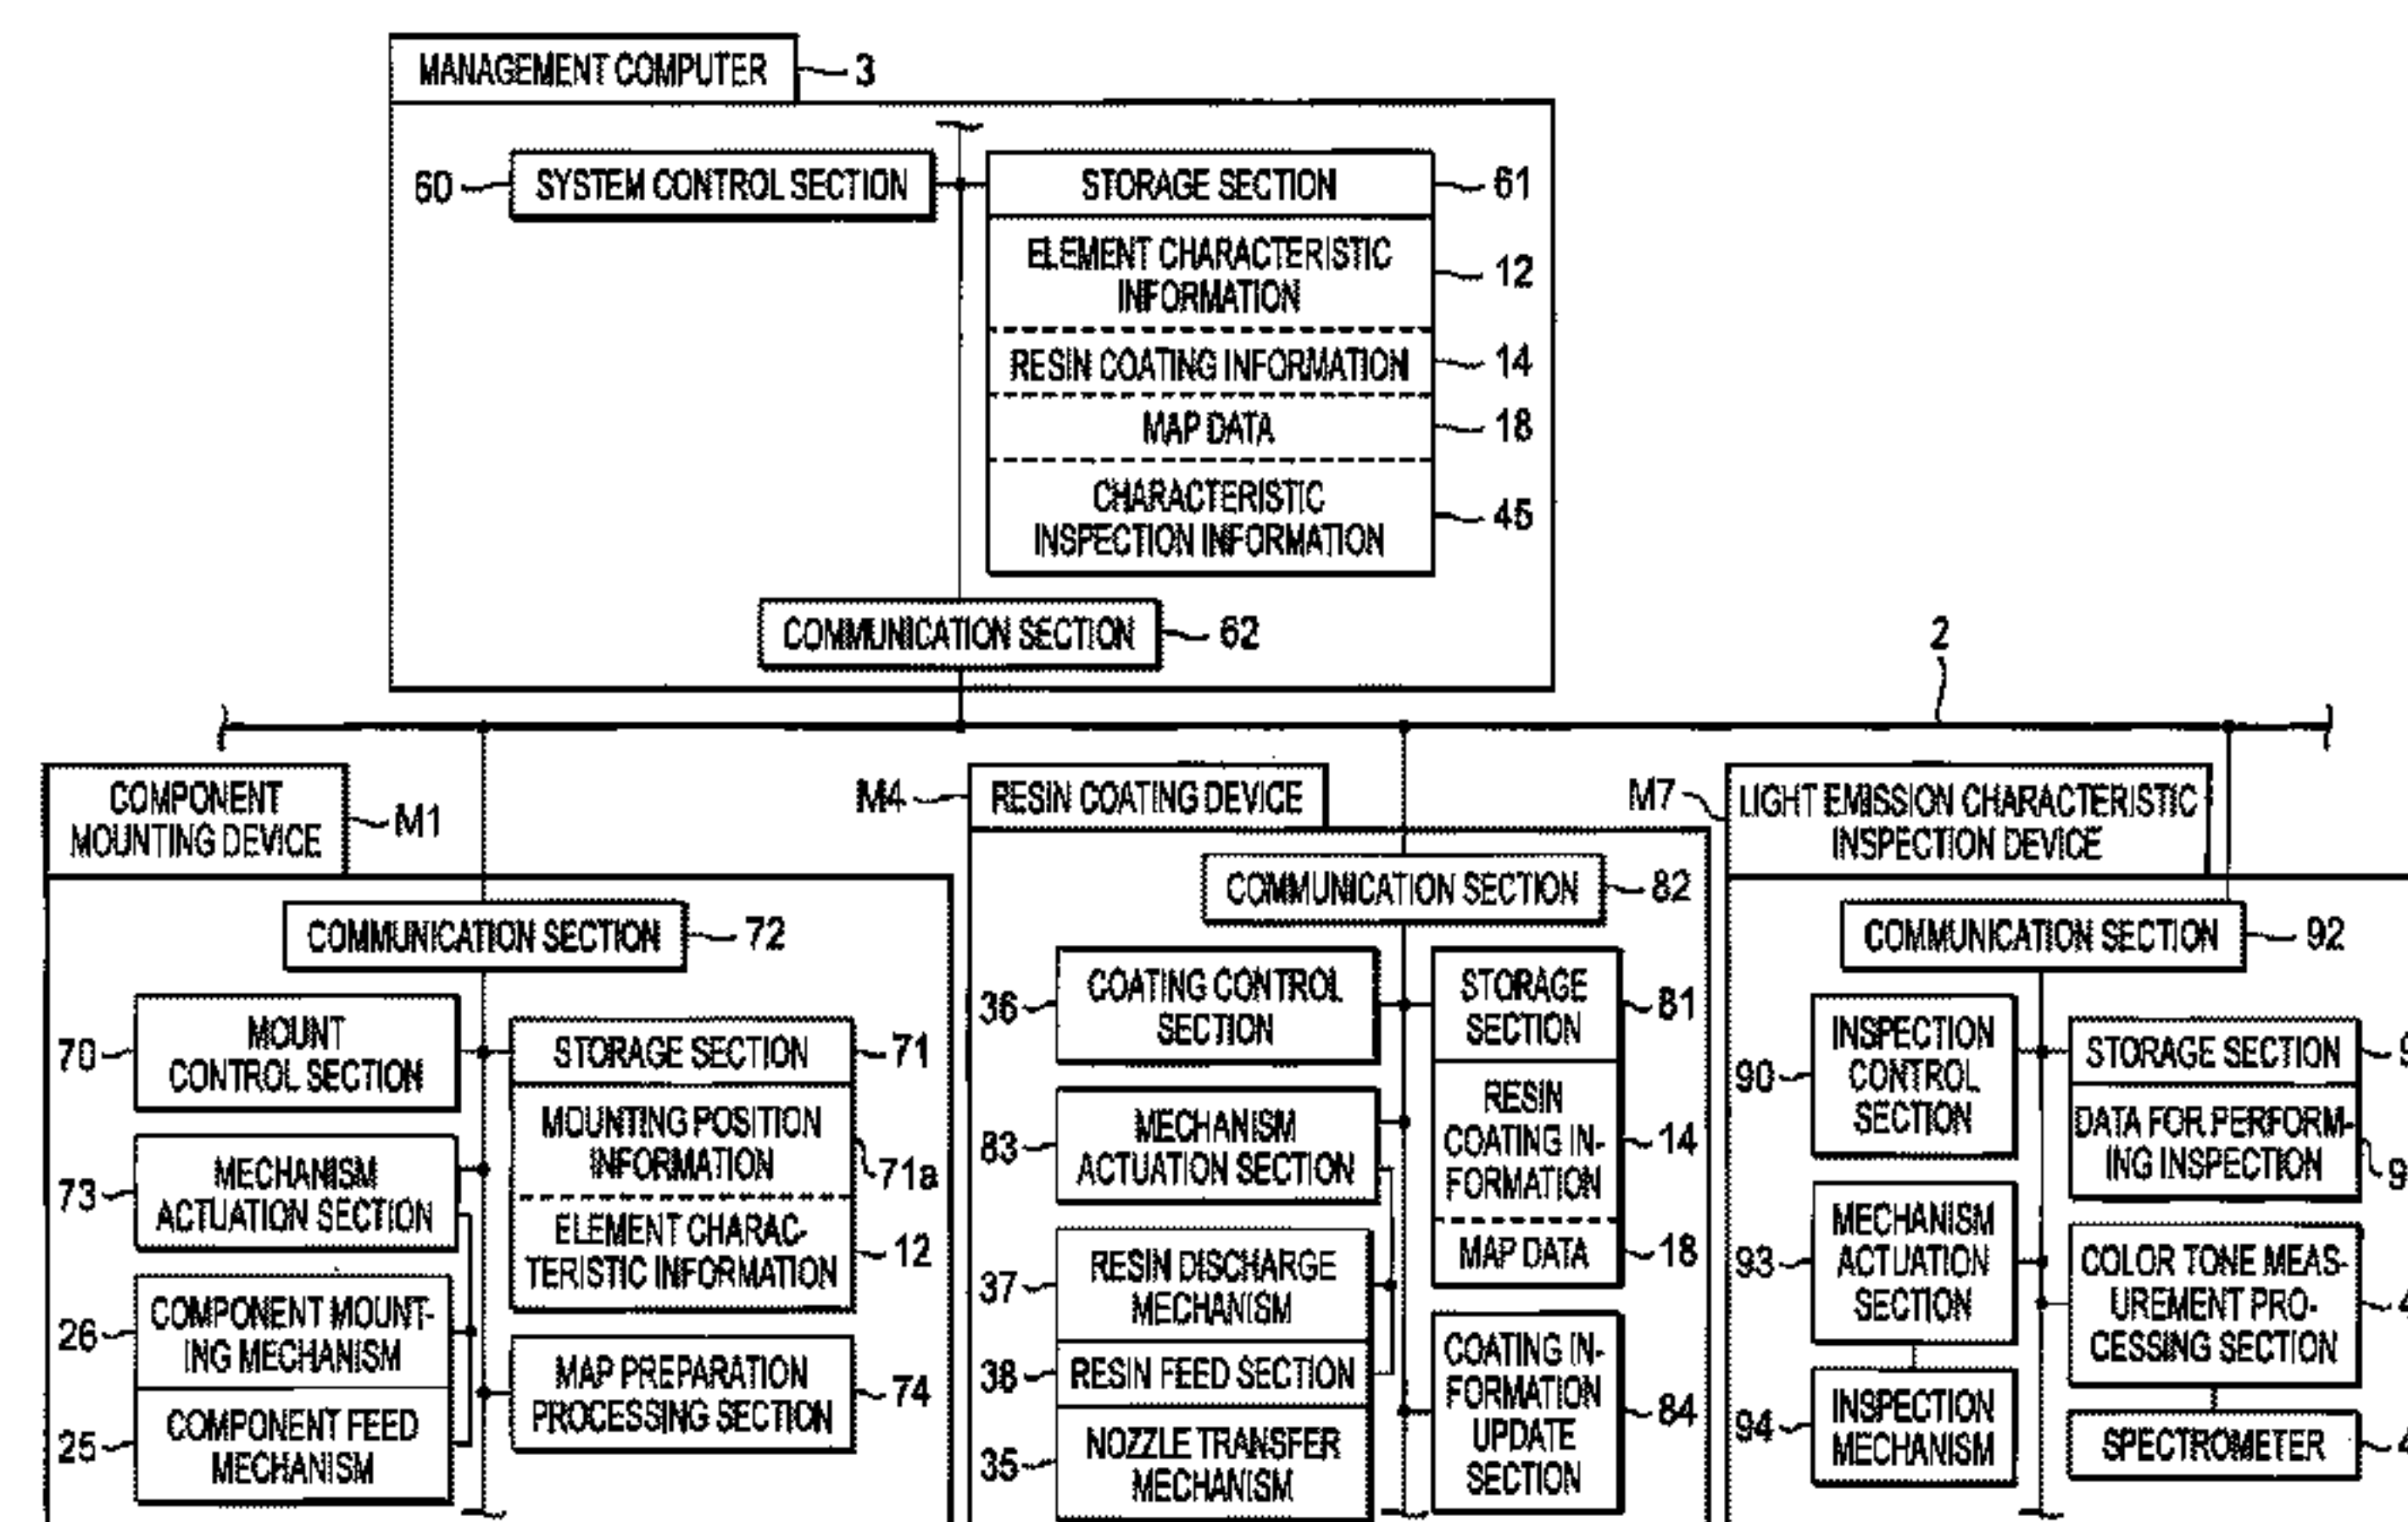 MANAGEMENT COMPUTER
3
60
SYSTEM CONTROL SECTION
STORAGE SECTION
61
ELEMENT CHARACTERISTIC
INFORMATION
12
RESIN COATING INFORMATION
14
MAP DATA
18
CHARACTERISTIC
INSPECTION INFORMATION
45
COMMUNICATION SECTION
62
2
COMPONENT
MOUNTING DEVICE
M1
COMMUNICATION SECTION
72
70
MOUNT
CONTROL SECTION
STORAGE SECTION
71
MOUNTING POSITION
INFORMATION
71a
ELEMENT CHARAC-
TERISTIC INFORMATION
12
73
MECHANISM
ACTUATION SECTION
26
COMPONENT MOUNT-
ING MECHANISM
25
COMPONENT FEED
MECHANISM
MAP PREPARATION
PROCESSING SECTION
74
M4
RESIN COATING DEVICE
COMMUNICATION SECTION
82
36
COATING CONTROL
SECTION
STORAGE
SECTION
81
RESIN
COATING IN-
FORMATION
14
MAP DATA
18
83
MECHANISM
ACTUATION SECTION
37
RESIN DISCHARGE
MECHANISM
38
RESIN FEED SECTION
35
NOZZLE TRANSFER
MECHANISM
COATING IN-
FORMATION
UPDATE
SECTION
84
M7
LIGHT EMISSION CHARACTERISTIC
INSPECTION DEVICE
COMMUNICATION SECTION
92
90
INSPECTION
CONTROL
SECTION
STORAGE SECTION
DATA FOR PERFORM-
ING INSPECTION
93
MECHANISM
ACTUATION
SECTION
COLOR TONE MEAS-
UREMENT PRO-
CESSING SECTION
94
INSPECTION
MECHANISM
SPECTROMETER